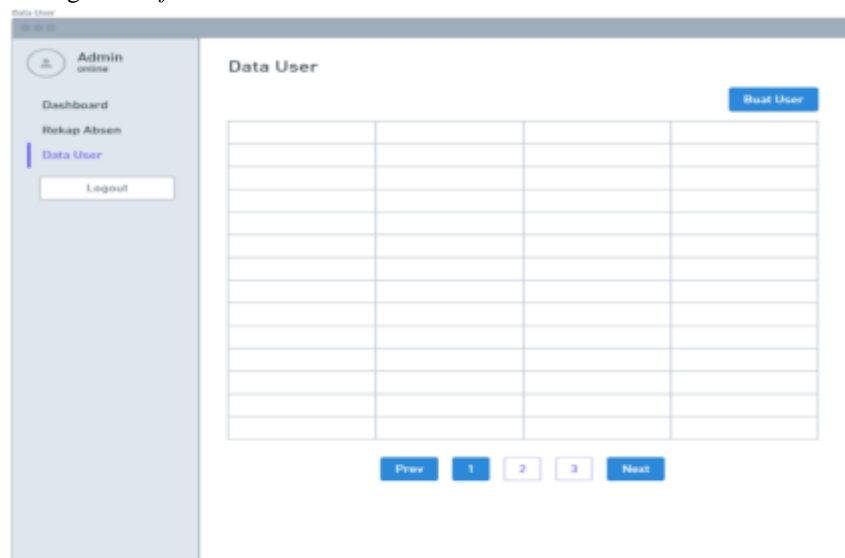 Data User
Admin
online
Dashboard
Rekap Absen
Data User
Logout
Data User
Buat User
Prev 1 2 3 Next